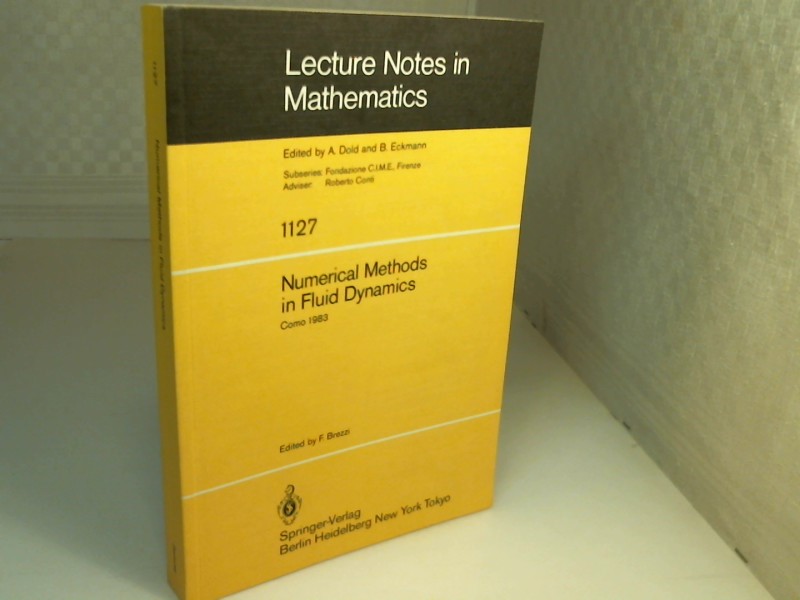 Lecture Notes in
Mathematics
Edited by A. Dold and B. Eckmann
Subseries: Fondazione C.I.M.E., Firenze
Adviser: Roberto Conti
1127
Numerical Methods
in Fluid Dynamics
Como 1983
Edited by F. Brezzi
Springer-Verlag
Berlin Heidelberg New York Tokyo
1127
Numerical Methods in Fluid Dynamics